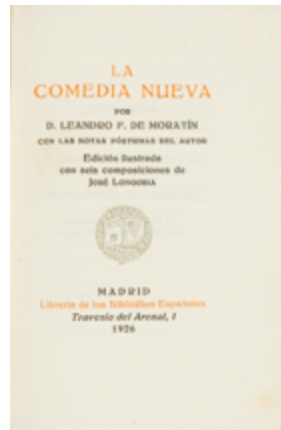 LA
COMEDIA NUEVA
POR
D. LEANDRO F. DE MORATÍN
CON LAS NOTAS PÓSTUMAS DEL AUTOR
Edición ilustrada
con seis composiciones de
JOSÉ LONGORIA
MADRID
Librería de los Bibliófilos Españoles
Travesía del Arenal, 1
1926